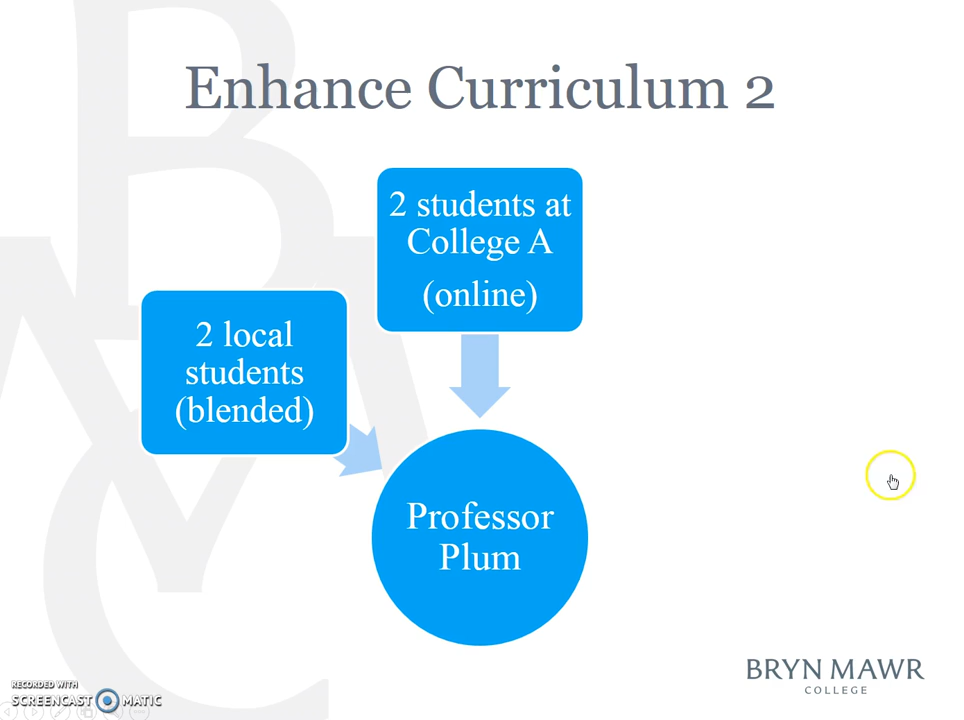 Enhance Curriculum 2
2 students at
College A
(online)
2 local
students
(blended)
Professor
Plum
BRYN MAWR
COLLEGE
RECORDED WITH
SCREENCAST MATIC